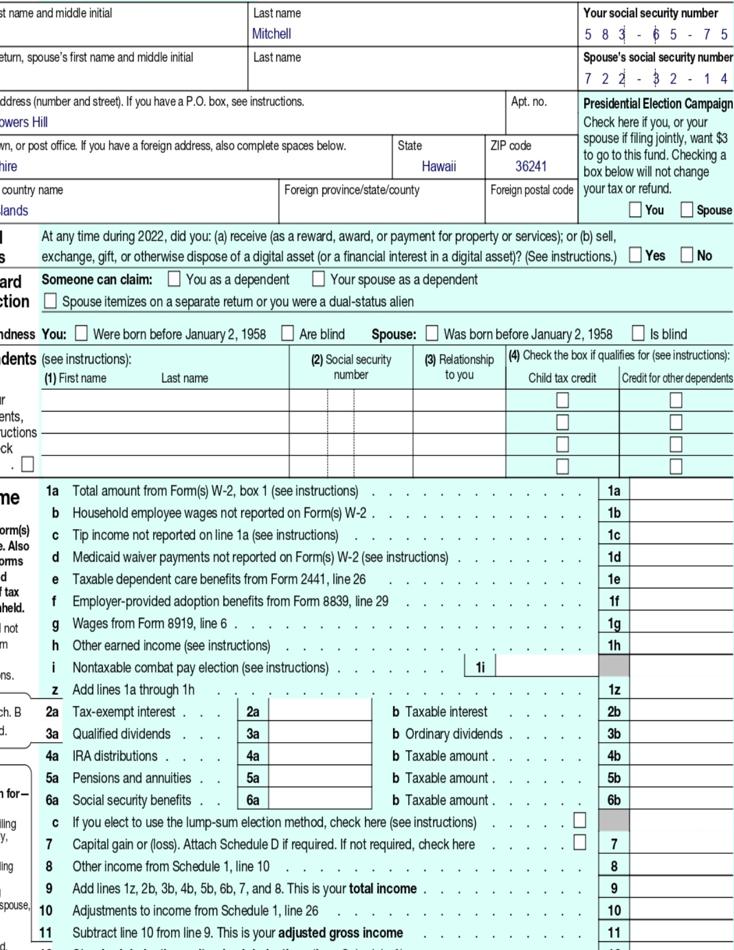 st name and middle initial Last name Your social security number
Mitchell 5 8 3 - 6 5 - 7 5
eturn, spouse's first name and middle initial Last name Spouse's social security number
7 2 2 - 3 2 - 1 4
ddress (number and street). If you have a P.O. box, see instructions. Apt. no. Presidential Election Campaign
owers Hill Check here if you, or your
wn, or post office. If you have a foreign address, also complete spaces below. State ZIP code spouse if filing jointly, want $3
hire Hawaii 36241 to go to this fund. Checking a
box below will not change
country name Foreign province/state/county Foreign postal code your tax or refund.
lands You Spouse
At any time during 2022, did you: (a) receive (as a reward, award, or payment for property or services); or (b) sell,
s exchange, gift, or otherwise dispose of a digital asset (or a financial interest in a digital asset)? (See instructions.) Yes No
ard Someone can claim: You as a dependent Your spouse as a dependent
ction Spouse itemizes on a separate return or you were a dual-status alien
ndness You: Were born before January 2, 1958 Are blind Spouse: Was born before January 2, 1958 Is blind
dents (see instructions): (2) Social security number (3) Relationship to you (4) Check the box if qualifies for (see instructions):
(1) First name Last name Child tax credit Credit for other dependents
ur
ents,
ructions
ck
.
me 1a Total amount from Form(s) W-2, box 1 (see instructions) . . . . . . . . . . . . . 1a
b Household employee wages not reported on Form(s) W-2 . . . . . . . . . . . . . 1b
orm(s) c Tip income not reported on line 1a (see instructions) . . . . . . . . . . . . . . 1c
e. Also d Medicaid waiver payments not reported on Form(s) W-2 (see instructions) . . . . . . . . 1d
orms e Taxable dependent care benefits from Form 2441, line 26 . . . . . . . . . . . . 1e
d
f tax f Employer-provided adoption benefits from Form 8839, line 29 . . . . . . . . . . . 1f
held. g Wages from Form 8919, line 6 . . . . . . . . . . . . . . . . . . . 1g
not h Other earned income (see instructions) . . . . . . . . . . . . . . . . . 1h
m i Nontaxable combat pay election (see instructions) . . . . . . . 1i
ns. z Add lines 1a through 1h . . . . . . . . . . . . . . . . . . . . 1z
ch. B 2a Tax-exempt interest . . . 2a b Taxable interest . . . . . 2b
d. 3a Qualified dividends . . . 3a b Ordinary dividends . . . . . 3b
4a IRA distributions . . . . 4a b Taxable amount . . . . . . 4b
5a Pensions and annuities . . 5a b Taxable amount . . . . . . 5b
n for— 6a Social security benefits . . 6a b Taxable amount . . . . . . 6b
iling c If you elect to use the lump-sum election method, check here (see instructions) . . . . .
y, 7 Capital gain or (loss). Attach Schedule D if required. If not required, check here . . . . . 7
ing 8 Other income from Schedule 1, line 10 . . . . . . . . . . . . . . . . 8
9 Add lines 1z, 2b, 3b, 4b, 5b, 6b, 7, and 8. This is your total income . . . . . . . . . 9
spouse, 10 Adjustments to income from Schedule 1, line 26 . . . . . . . . . . . . . . 10
11 Subtract line 10 from line 9. This is your adjusted gross income . . . . . . . . . . 11